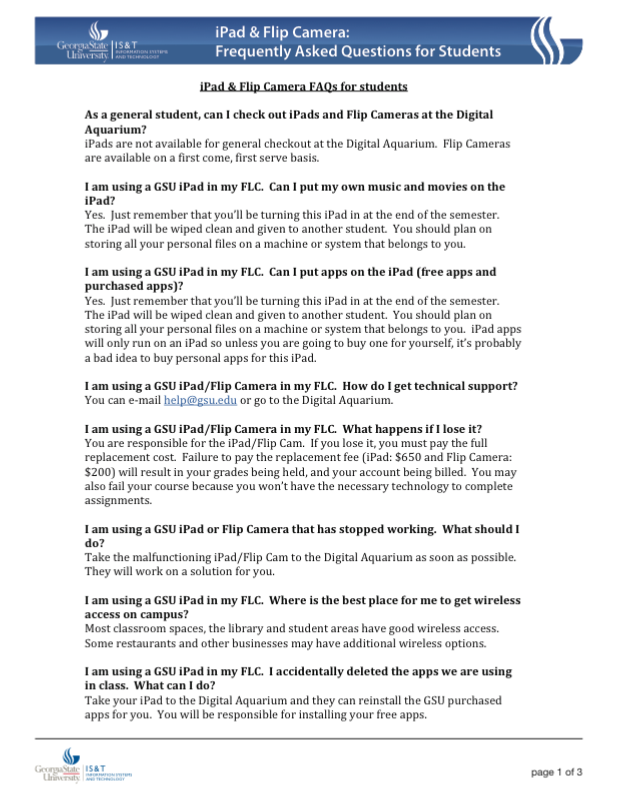 GeorgiaState
University
IS&T
INFORMATION SYSTEMS
AND TECHNOLOGY
iPad & Flip Camera:
Frequently Asked Questions for Students
iPad & Flip Camera FAQs for students
As a general student, can I check out iPads and Flip Cameras at the Digital
Aquarium?
iPads are not available for general checkout at the Digital Aquarium.  Flip Cameras
are available on a first come, first serve basis.
I am using a GSU iPad in my FLC.  Can I put my own music and movies on the
iPad?
Yes.  Just remember that you’ll be turning this iPad in at the end of the semester.
The iPad will be wiped clean and given to another student.  You should plan on
storing all your personal files on a machine or system that belongs to you.
I am using a GSU iPad in my FLC.  Can I put apps on the iPad (free apps and
purchased apps)?
Yes.  Just remember that you’ll be turning this iPad in at the end of the semester.
The iPad will be wiped clean and given to another student.  You should plan on
storing all your personal files on a machine or system that belongs to you.  iPad apps
will only run on an iPad so unless you are going to buy one for yourself, it’s probably
a bad idea to buy personal apps for this iPad.
I am using a GSU iPad/Flip Camera in my FLC.  How do I get technical support?
You can e-mail help@gsu.edu or go to the Digital Aquarium.
I am using a GSU iPad/Flip Camera in my FLC.  What happens if I lose it?
You are responsible for the iPad/Flip Cam.  If you lose it, you must pay the full
replacement cost.  Failure to pay the replacement fee (iPad: $650 and Flip Camera:
$200) will result in your grades being held, and your account being billed.  You may
also fail your course because you won’t have the necessary technology to complete
assignments.
I am using a GSU iPad or Flip Camera that has stopped working.  What should I
do?
Take the malfunctioning iPad/Flip Cam to the Digital Aquarium as soon as possible.
They will work on a solution for you.
I am using a GSU iPad in my FLC.  Where is the best place for me to get wireless
access on campus?
Most classroom spaces, the library and student areas have good wireless access.
Some restaurants and other businesses may have additional wireless options.
I am using a GSU iPad in my FLC.  I accidentally deleted the apps we are using
in class.  What can I do?
Take your iPad to the Digital Aquarium and they can reinstall the GSU purchased
apps for you.  You will be responsible for installing your free apps.
GeorgiaState
University
IS&T
INFORMATION SYSTEMS
AND TECHNOLOGY
page 1 of 3